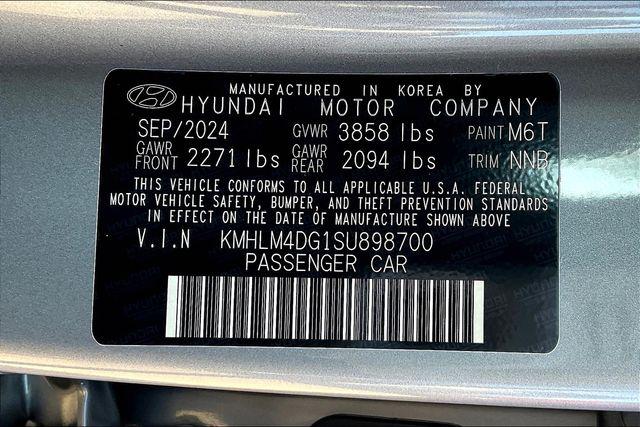 MANUFACTURED IN KOREA BY
HYUNDAI MOTOR COMPANY
SEP/2024 GVWR 3858 lbs PAINT M6T
GAWR FRONT 2271 lbs GAWR REAR 2094 lbs TRIM NNB
THIS VEHICLE CONFORMS TO ALL APPLICABLE U.S.A. FEDERAL
MOTOR VEHICLE SAFETY, BUMPER, AND THEFT PREVENTION STANDARDS
IN EFFECT ON THE DATE OF MANUFACTURE SHOWN ABOVE
V.I.N KMHLM4DG1SU898700
PASSENGER CAR